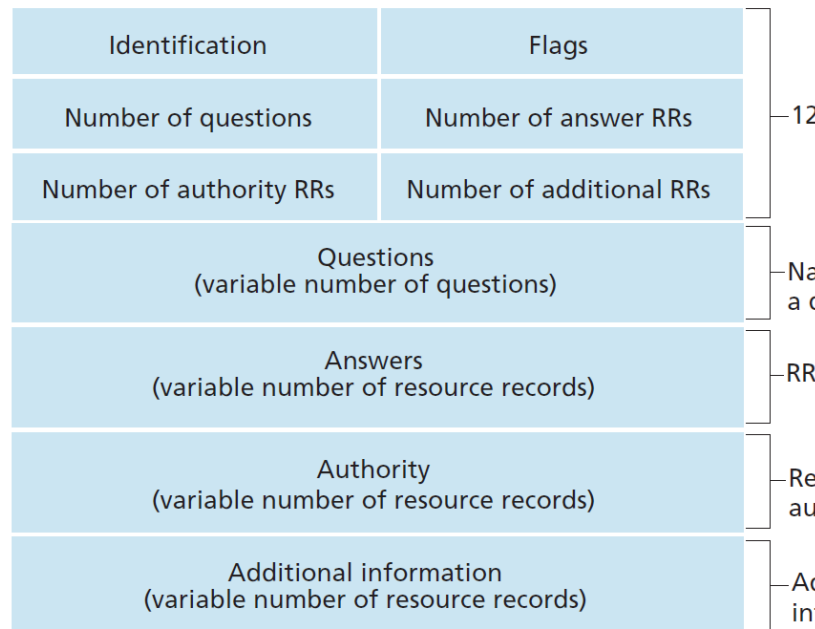 Identification
Flags
Number of questions
Number of answer RRs
12
Number of authority RRs
Number of additional RRs
Questions
(variable number of questions)
a
Answers
(variable number of resource records)
RR
Authority
(variable number of resource records)
Additional information
(variable number of resource records)